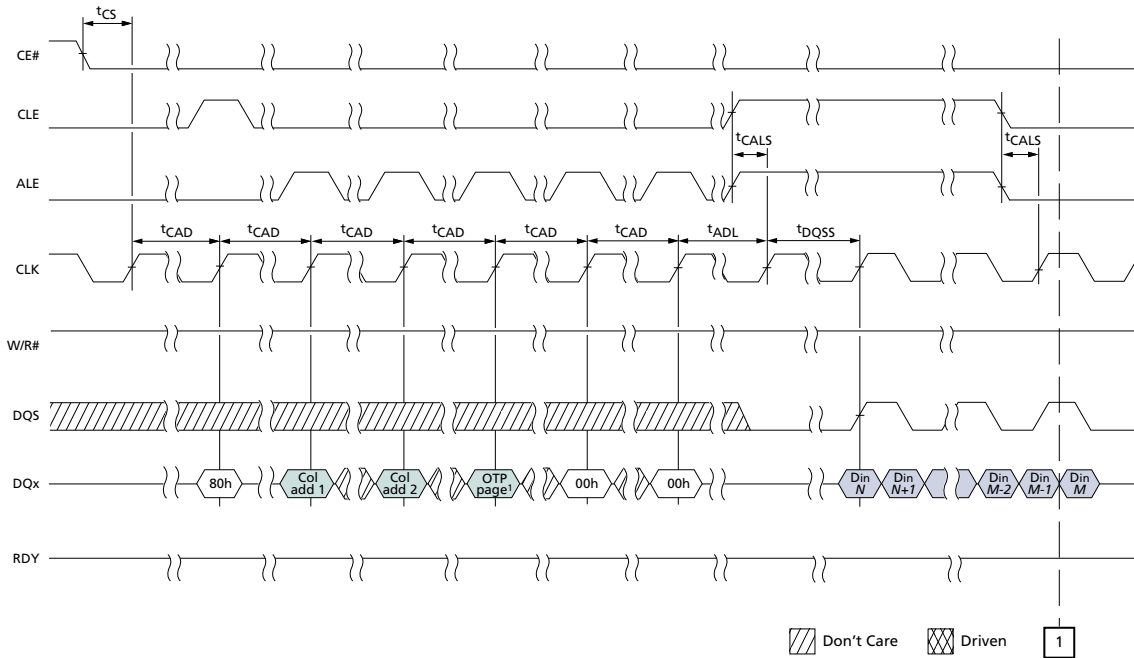 tCS
CE#
CLE
tCALS
tCALS
ALE
tCAD
tCAD
tCAD
tCAD
tCAD
tCAD
tADL
tDQSS
CLK
W/R#
DQS
DQx
80h
Col
add 1
Col
add 2
OTP
page¹
00h
00h
Din
N
Din
N+1
Din
M-2
Din
M-1
Din
M
RDY
Don't Care
Driven
1